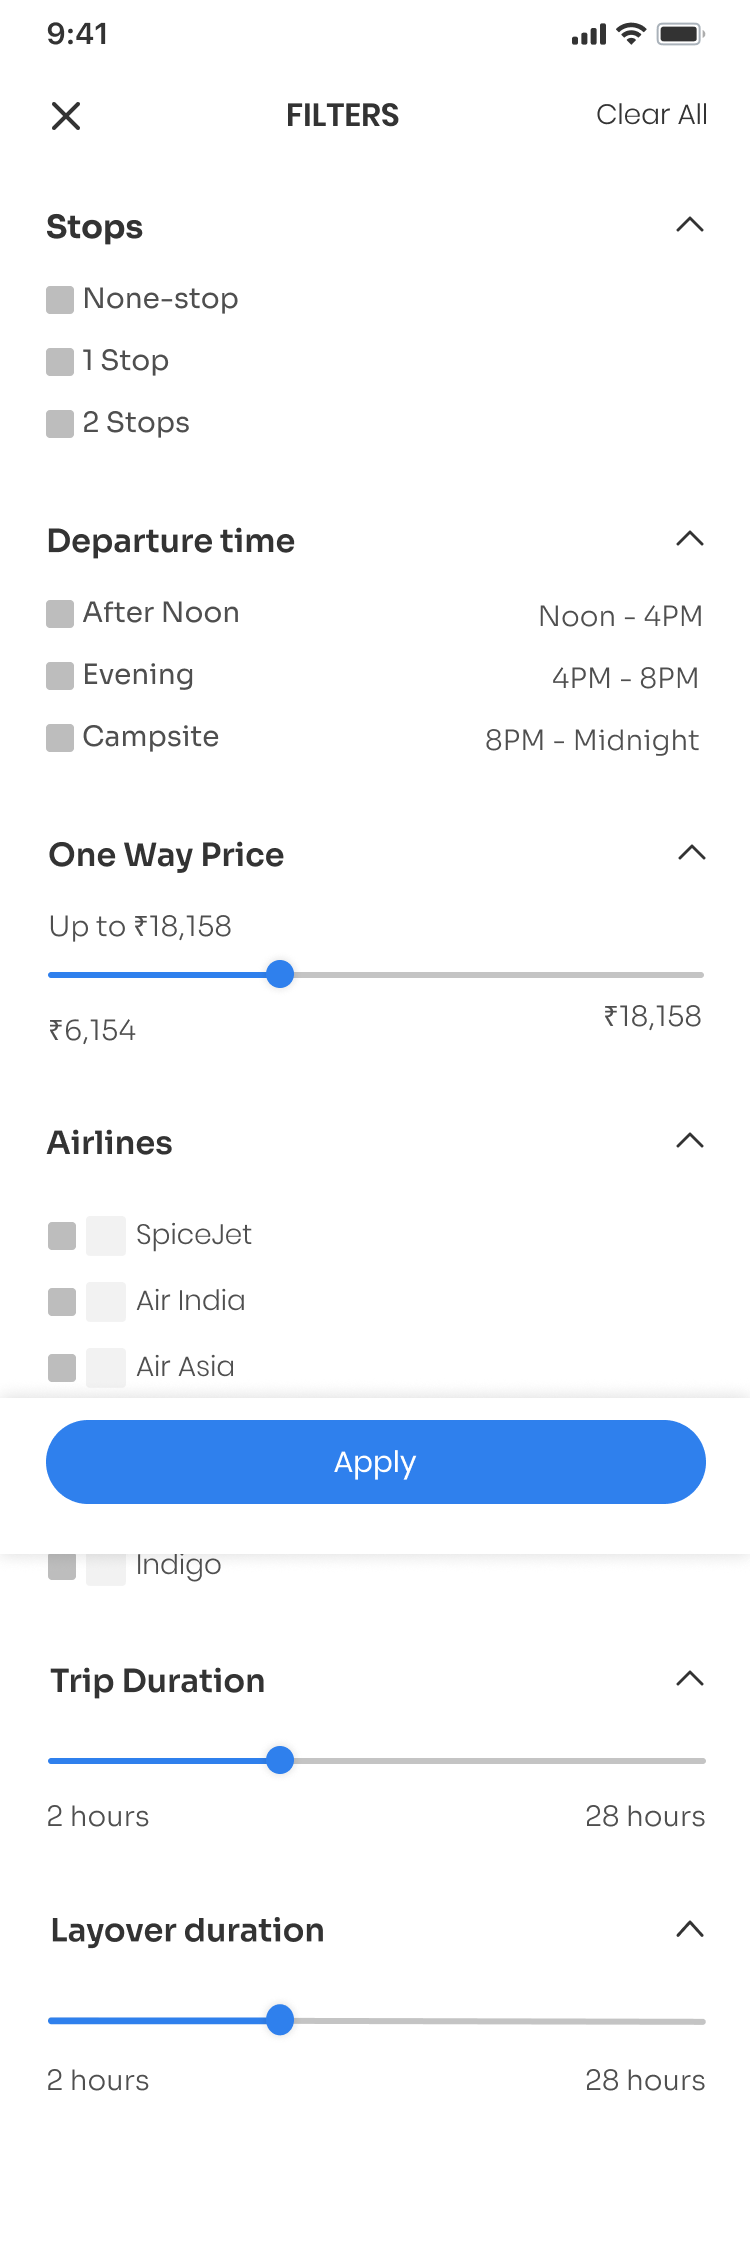 9:41
FILTERS
Clear All
Stops
None-stop
1 Stop
2 Stops
Departure time
After Noon
Noon - 4PM
Evening
4PM - 8PM
Campsite
8PM - Midnight
One Way Price
Up to ₹18,158
₹6,154
₹18,158
Airlines
SpiceJet
Air India
Air Asia
Apply
Indigo
Trip Duration
2 hours
28 hours
Layover duration
2 hours
28 hours